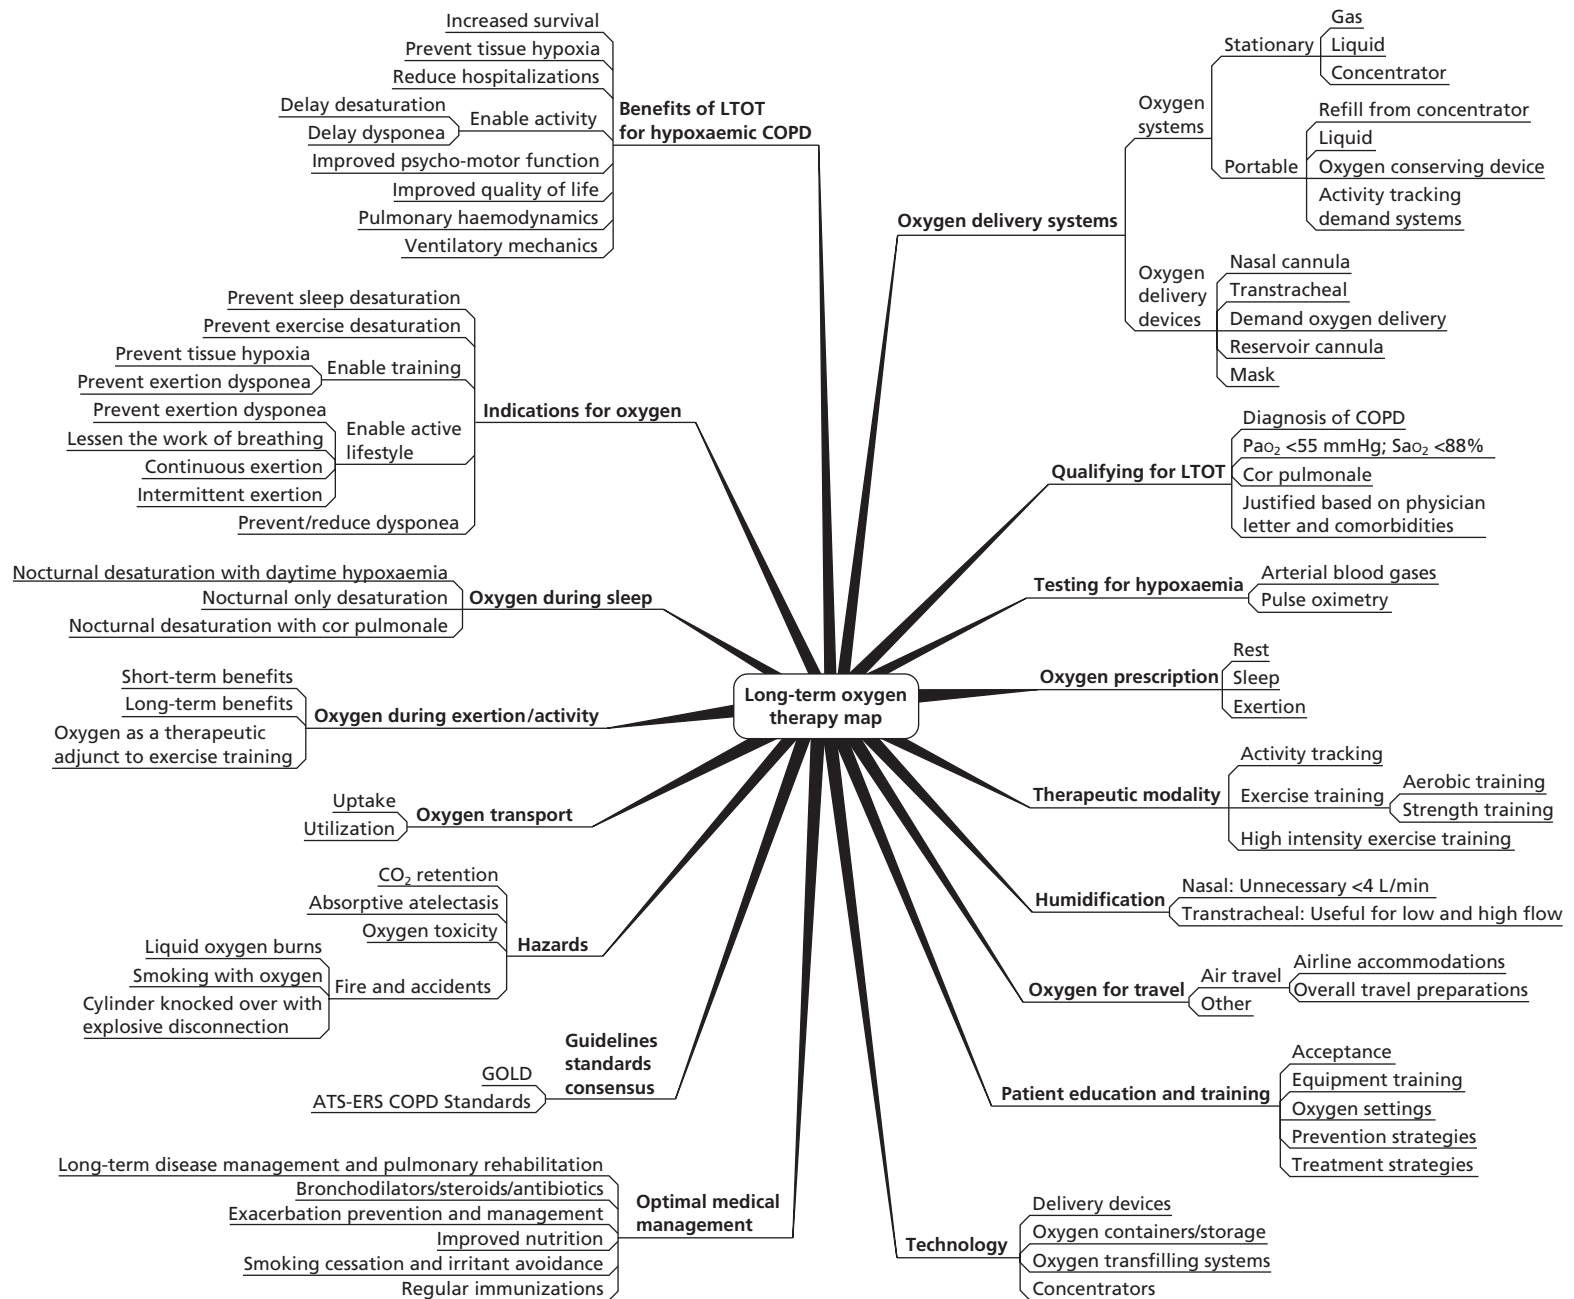 Long-term oxygen
therapy map
Benefits of LTOT
for hypoxaemic COPD
Increased survival
Prevent tissue hypoxia
Reduce hospitalizations
Enable activity
Delay desaturation
Delay dysponea
Improved psycho-motor function
Improved quality of life
Pulmonary haemodynamics
Ventilatory mechanics
Indications for oxygen
Prevent sleep desaturation
Prevent exercise desaturation
Enable training
Prevent tissue hypoxia
Prevent exertion dysponea
Enable active
lifestyle
Prevent exertion dysponea
Lessen the work of breathing
Continuous exertion
Intermittent exertion
Prevent/reduce dysponea
Oxygen during sleep
Nocturnal desaturation with daytime hypoxaemia
Nocturnal only desaturation
Nocturnal desaturation with cor pulmonale
Oxygen during exertion/activity
Short-term benefits
Long-term benefits
Oxygen as a therapeutic
adjunct to exercise training
Oxygen transport
Uptake
Utilization
Hazards
CO₂ retention
Absorptive atelectasis
Oxygen toxicity
Fire and accidents
Liquid oxygen burns
Smoking with oxygen
Cylinder knocked over with
explosive disconnection
Guidelines
standards
consensus
GOLD
ATS-ERS COPD Standards
Optimal medical
management
Long-term disease management and pulmonary rehabilitation
Bronchodilators/steroids/antibiotics
Exacerbation prevention and management
Improved nutrition
Smoking cessation and irritant avoidance
Regular immunizations
Oxygen delivery systems
Oxygen
systems
Stationary
Gas
Liquid
Concentrator
Portable
Refill from concentrator
Liquid
Oxygen conserving device
Activity tracking
demand systems
Oxygen
delivery
devices
Nasal cannula
Transtracheal
Demand oxygen delivery
Reservoir cannula
Mask
Qualifying for LTOT
Diagnosis of COPD
Pao₂ <55 mmHg; Sao₂ <88%
Cor pulmonale
Justified based on physician
letter and comorbidities
Testing for hypoxaemia
Arterial blood gases
Pulse oximetry
Oxygen prescription
Rest
Sleep
Exertion
Therapeutic modality
Activity tracking
Exercise training
Aerobic training
Strength training
High intensity exercise training
Humidification
Nasal: Unnecessary <4 L/min
Transtracheal: Useful for low and high flow
Oxygen for travel
Air travel
Airline accommodations
Overall travel preparations
Other
Patient education and training
Acceptance
Equipment training
Oxygen settings
Prevention strategies
Treatment strategies
Technology
Delivery devices
Oxygen containers/storage
Oxygen transfilling systems
Concentrators